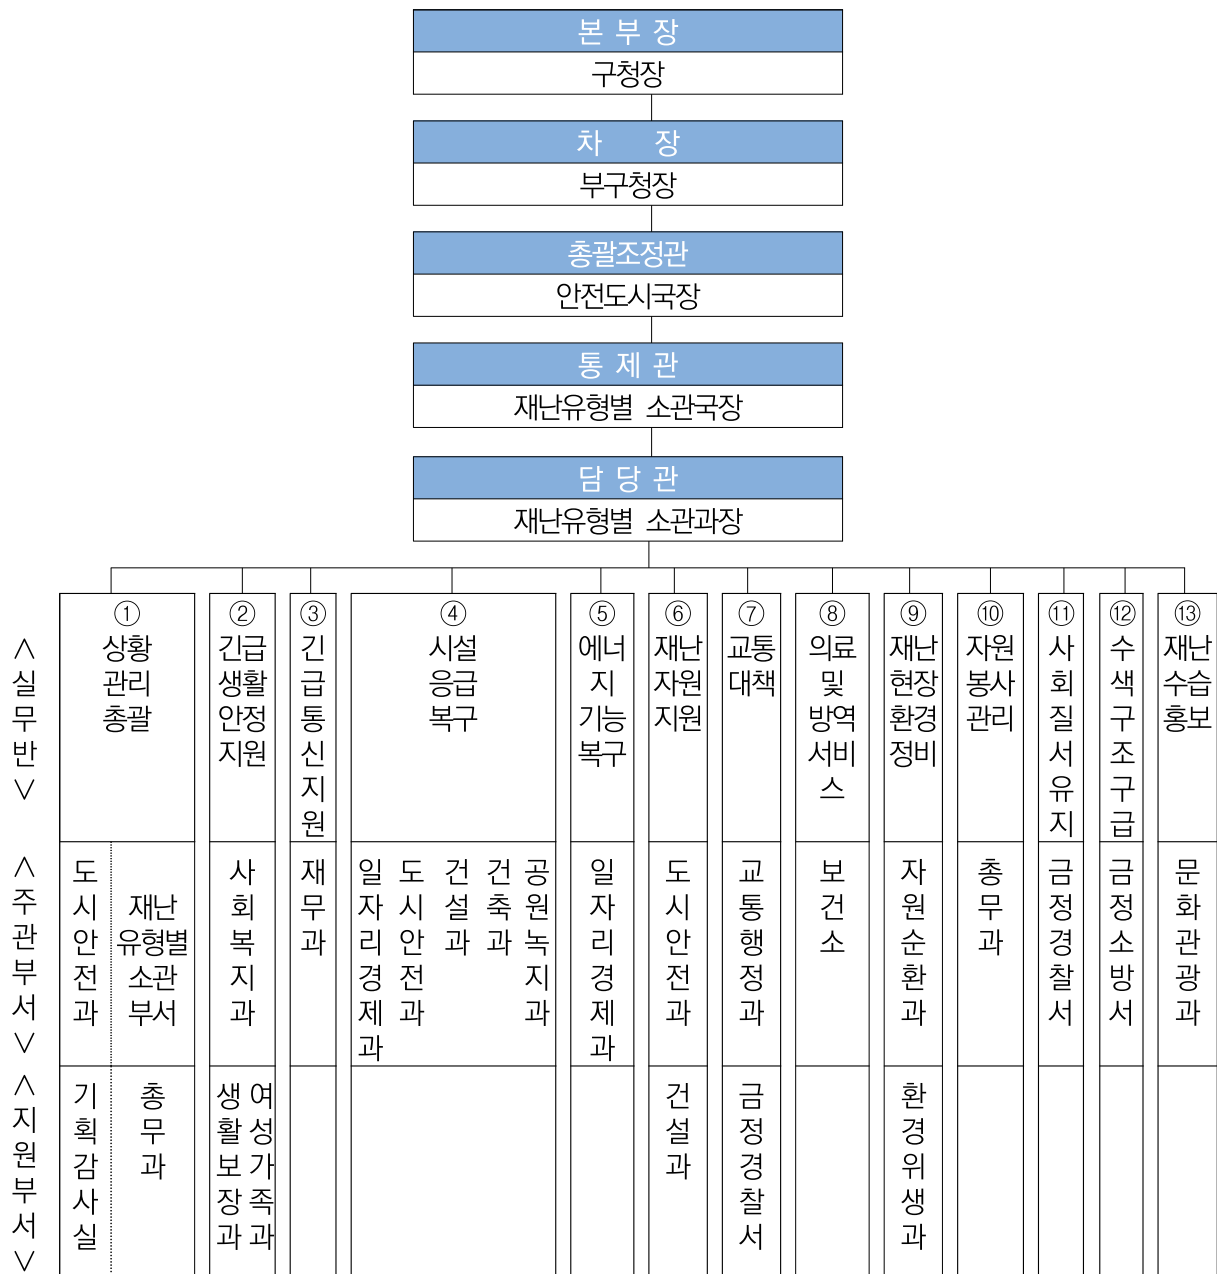 본 부 장
구청장
차 장
부구청장
총괄조정관
안전도시국장
통 제 관
재난유형별 소관국장
담 당 관
재난유형별 소관과장
<실무반>
①
상황
관리
총괄
②
긴급
생활
안정
지원
③
긴급통신지원
④
시설
응급
복구
⑤
에너
지
기능
복구
⑥
재난
자원
지원
⑦
교통
대책
⑧
의료
및
방역
서비
스
⑨
재난
현장
환경
정비
⑩
자원
봉사
관리
⑪
사회질서유지
⑫
수색구조구급
⑬
재난
수습
홍보
<주관부서>
도시안전과
재난
유형별
소관
부서
사회복지과
재무과
일자리경제과
도시안전과
건설과
건축과
공원녹지과
일자리경제과
도시안전과
교통행정과
보건소
자원순환과
총무과
금정경찰서
금정소방서
문화관광과
<지원부서>
기획감사실
총무과
생활보장과
여성가족과
건설과
금정경찰서
환경위생과